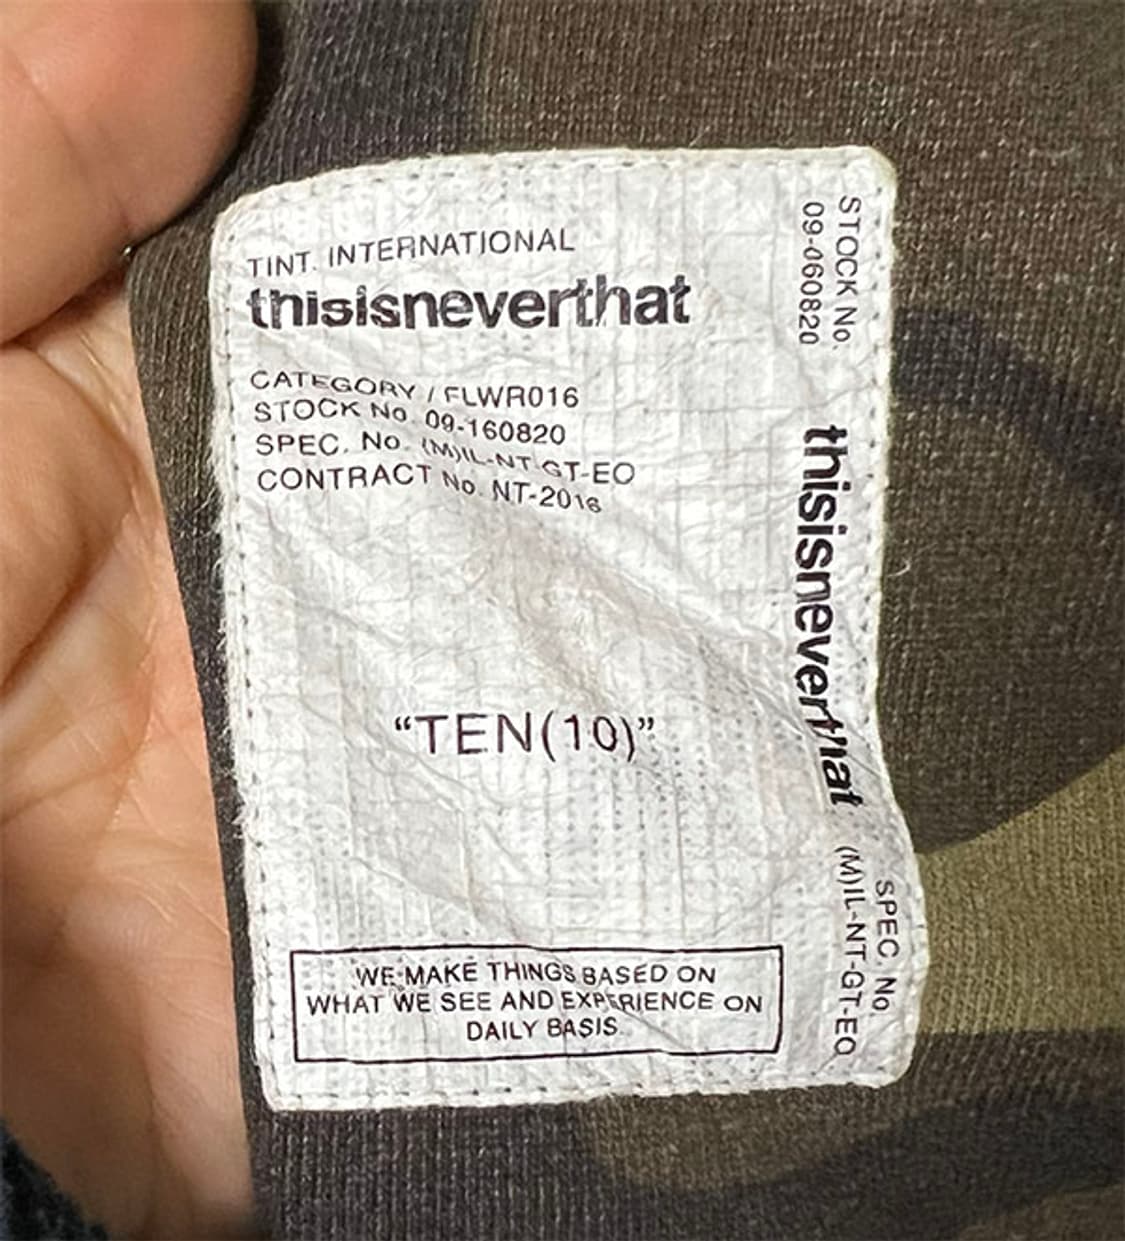 TINT. INTERNATIONAL
thisisneverthat
CATEGORY / FLWR016
STOCK No. 09-160820
SPEC. No. (M)IL-NT-GT-EO
CONTRACT No. NT-2016
“TEN(10)”
WE MAKE THINGS BASED ON
WHAT WE SEE AND EXPERIENCE ON
DAILY BASIS.
STOCK No.
09-060820
thisisneverthat
SPEC. No.
(M)IL-NT-GT-EO